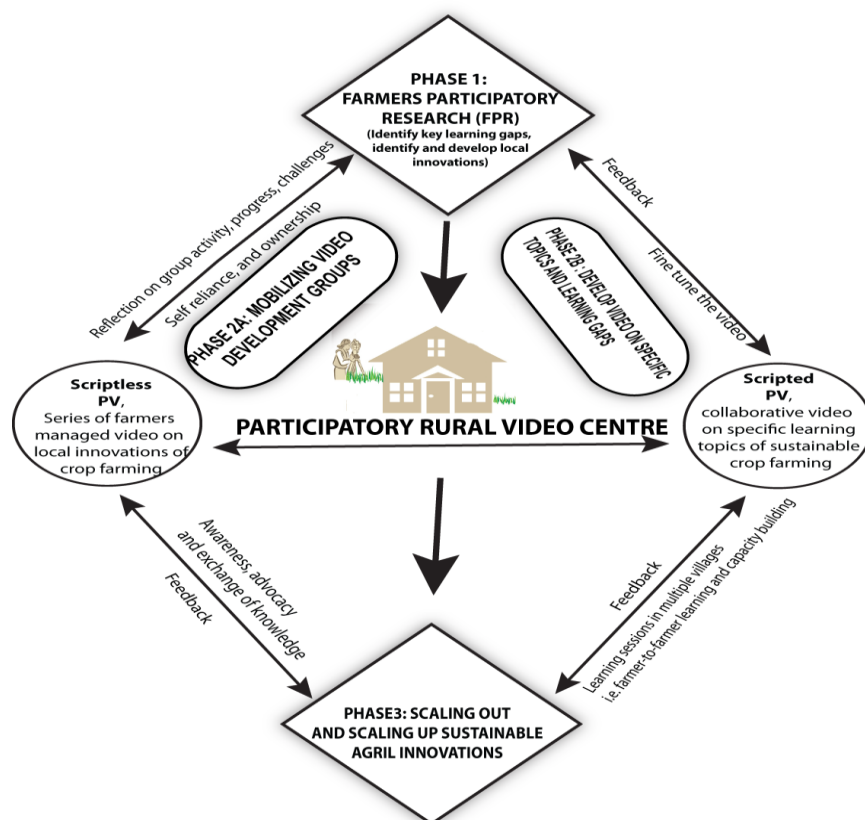 PHASE 1:
FARMERS PARTICIPATORY
RESEARCH (FPR)
(Identify key learning gaps,
identify and develop local
innovations)
Reflection on group activity, progress, challenges
Self reliance, and ownership
PHASE 2A: MOBILIZING VIDEO
DEVELOPMENT GROUPS
PHASE 2B : DEVELOP VIDEO ON SPECIFIC
TOPICS AND LEARNING GAPS
Feedback
Fine tune the video
Scriptless
PV,
Series of farmers
managed video on
local innovations of
crop farming
PARTICIPATORY RURAL VIDEO CENTRE
Scripted
PV,
collaborative video
on specific learning
topics of sustainable
crop farming
Awareness, advocacy
and exchange of knowledge
Feedback
Feedback
Learning sessions in multiple villages
i.e. farmer-to-farmer learning and capacity building
PHASE3: SCALING OUT
AND SCALING UP SUSTAINABLE
AGRIL INNOVATIONS